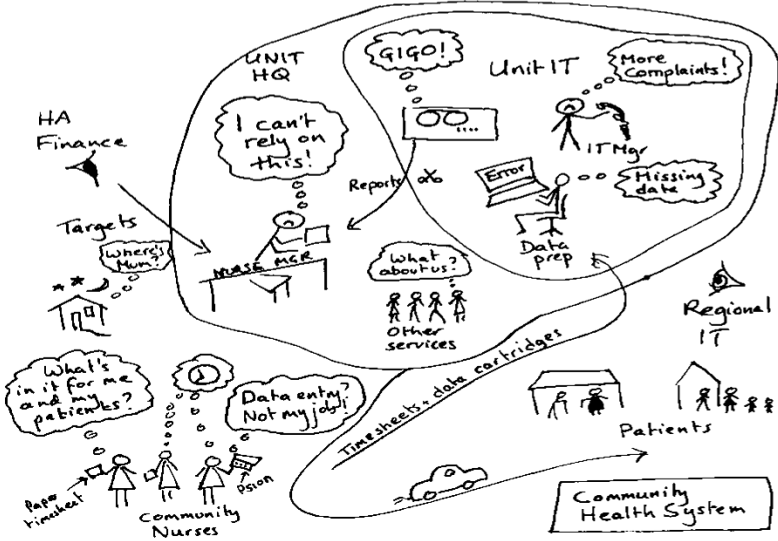 UNIT
HQ
GIGO!
Unit IT
More
Complaints!
HA
Finance
I can't
rely on
this!
IT Mgr
Reports
Error
Missing
date
Targets
Where's
Mum?
NURSE MGR
Data
prep
What
about us?
Other
services
Regional
IT
What's
in it for me
and my
patients?
Data entry?
Not my job!
Timesheets + data cartridges
Patients
Paper
timesheet
Psion
Community
Nurses
Community
Health System